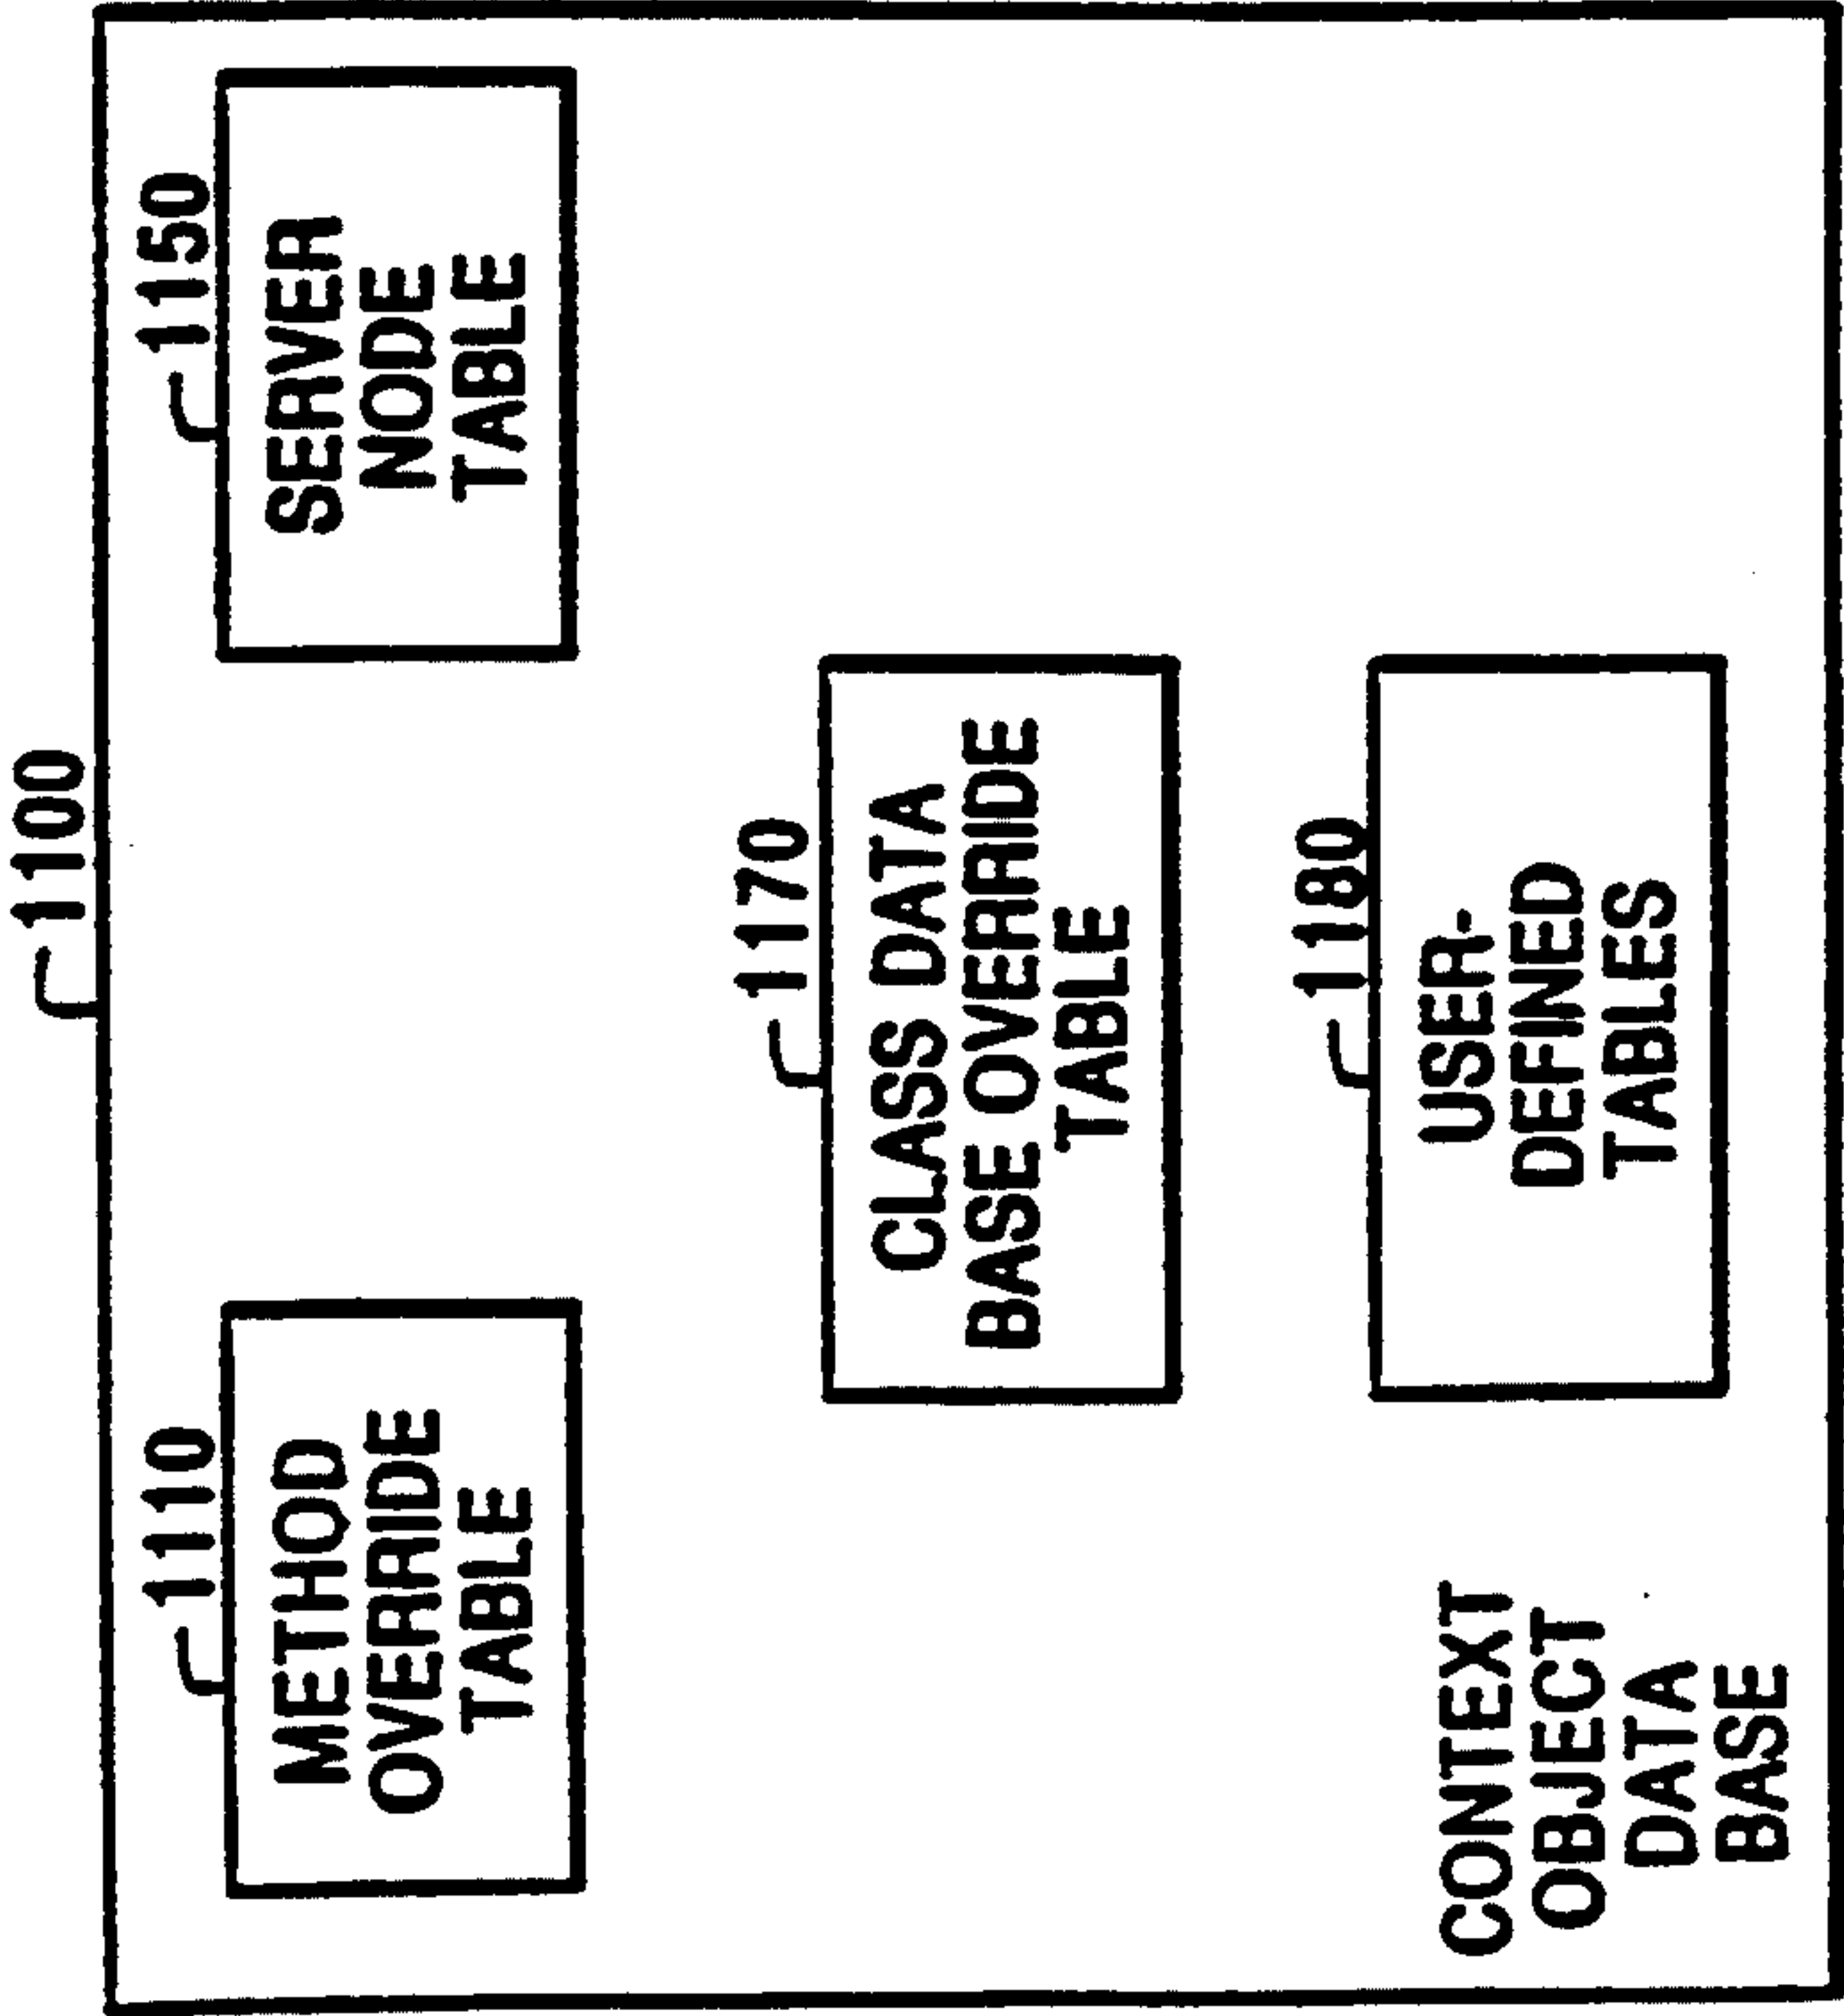 1100
1110
METHOD
OVERRIDE
TABLE
1150
SERVER
NODE
TABLE
1170
CLASS DATA
BASE OVERRIDE
TABLE
1180
USER-
DEFINED
TABLES
CONTEXT
OBJECT
DATA
BASE